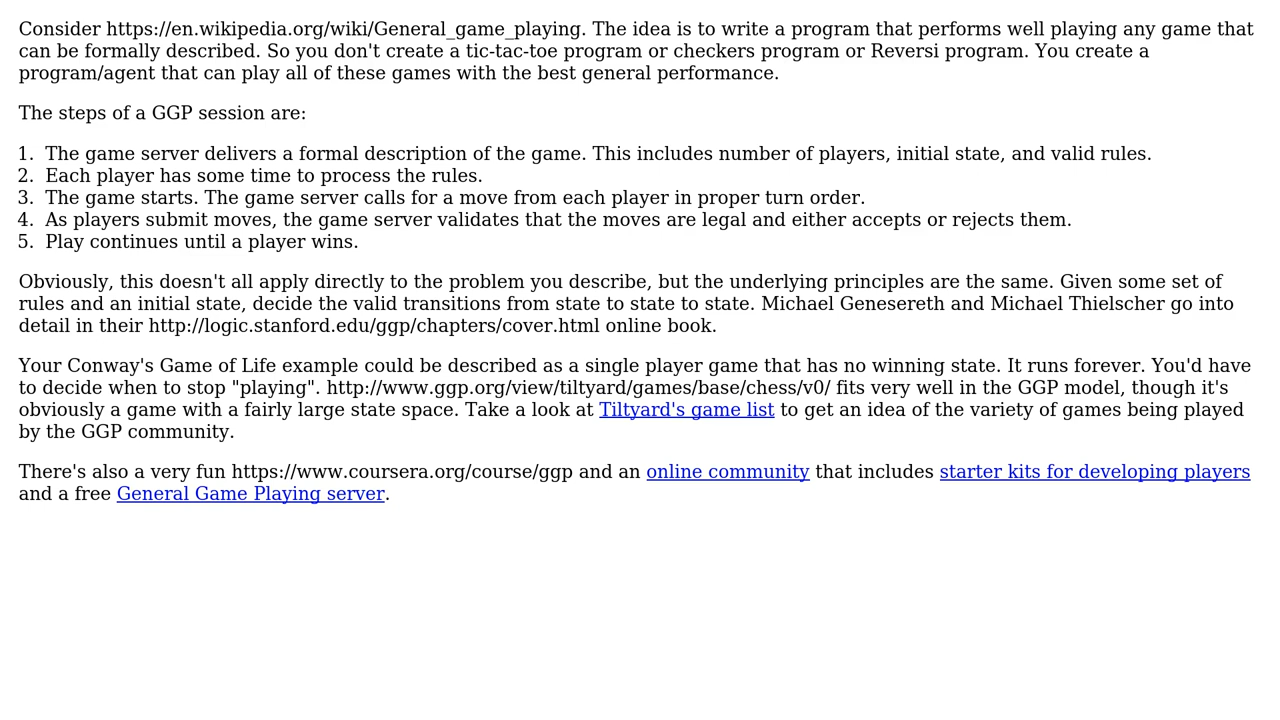 Consider https://en.wikipedia.org/wiki/General_game_playing. The idea is to write a program that performs well playing any game that
can be formally described. So you don't create a tic-tac-toe program or checkers program or Reversi program. You create a
program/agent that can play all of these games with the best general performance.
The steps of a GGP session are:
1. The game server delivers a formal description of the game. This includes number of players, initial state, and valid rules.
2. Each player has some time to process the rules.
3. The game starts. The game server calls for a move from each player in proper turn order.
4. As players submit moves, the game server validates that the moves are legal and either accepts or rejects them.
5. Play continues until a player wins.
Obviously, this doesn't all apply directly to the problem you describe, but the underlying principles are the same. Given some set of
rules and an initial state, decide the valid transitions from state to state to state. Michael Genesereth and Michael Thielscher go into
detail in their http://logic.stanford.edu/ggp/chapters/cover.html online book.
Your Conway's Game of Life example could be described as a single player game that has no winning state. It runs forever. You'd have
to decide when to stop "playing". http://www.ggp.org/view/tiltyard/games/base/chess/v0/ fits very well in the GGP model, though it's
obviously a game with a fairly large state space. Take a look at Tiltyard's game list to get an idea of the variety of games being played
by the GGP community.
There's also a very fun https://www.coursera.org/course/ggp and an online community that includes starter kits for developing players
and a free General Game Playing server.